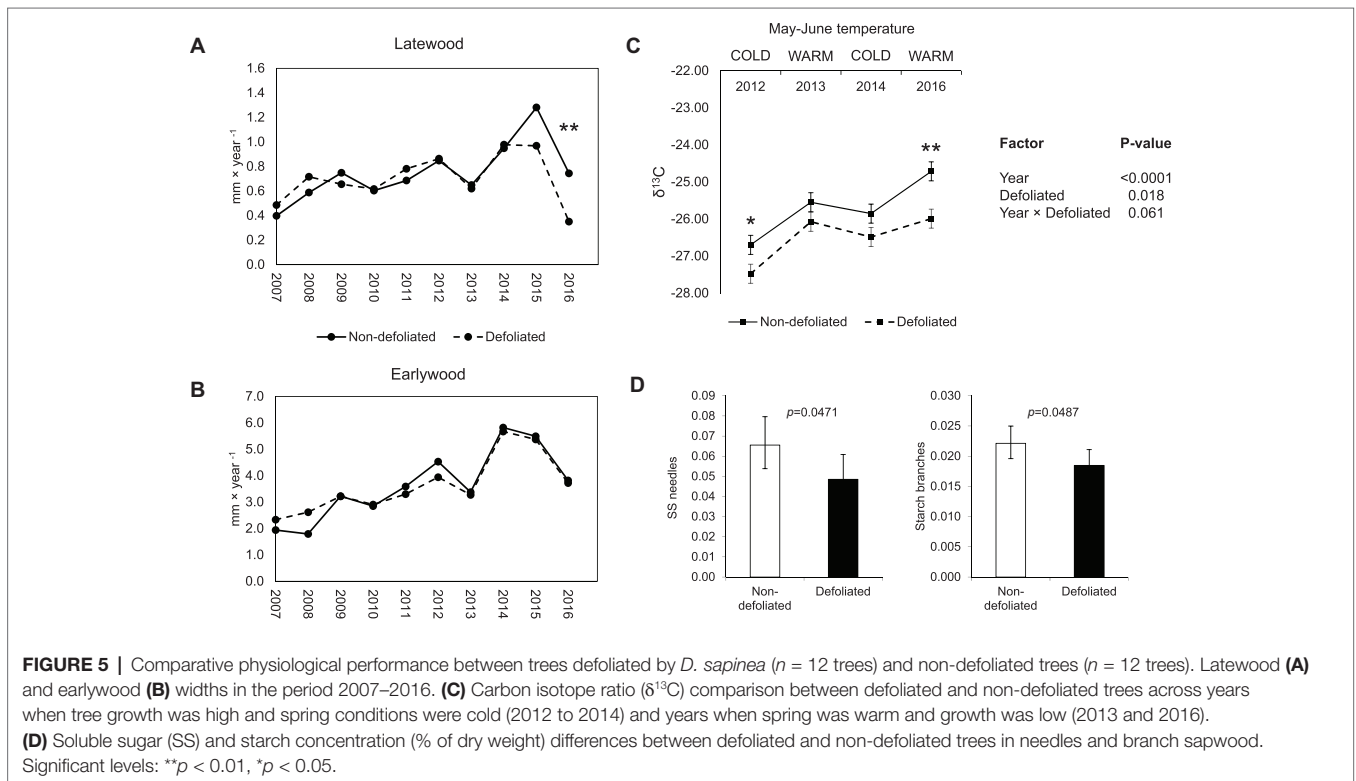 A
Latewood
1.6
1.4
1.2
1.0
0.8
0.6
0.4
0.2
0.0
mm × year ⁻¹
**
2007
2008
2009
2010
2011
2012
2013
2014
2015
2016
Non-defoliated
Defoliated
B
Earlywood
7.0
6.0
5.0
4.0
3.0
2.0
1.0
0.0
mm × year ⁻¹
2007
2008
2009
2010
2011
2012
2013
2014
2015
2016
C
May-June temperature
COLD WARM COLD WARM
2012 2013 2014 2016
-22.00
-23.00
-24.00
-25.00
-26.00
-27.00
-28.00
δ¹³C
*
**
Non-defoliated
Defoliated
Factor P-value
Year <0.0001
Defoliated 0.018
Year × Defoliated 0.061
D
0.09
0.08
0.07
0.06
0.05
0.04
0.03
0.02
0.01
0.00
SS needles
p=0.0471
Non-
defoliated
Defoliated
0.030
0.025
0.020
0.015
0.010
0.005
0.000
Starch branches
p=0.0487
Non-
defoliated
Defoliated
FIGURE 5 | Comparative physiological performance between trees defoliated by D. sapinea (n = 12 trees) and non-defoliated trees (n = 12 trees). Latewood (A)
and earlywood (B) widths in the period 2007–2016. (C) Carbon isotope ratio (δ¹³C) comparison between defoliated and non-defoliated trees across years
when tree growth was high and spring conditions were cold (2012 to 2014) and years when spring was warm and growth was low (2013 and 2016).
(D) Soluble sugar (SS) and starch concentration (% of dry weight) differences between defoliated and non-defoliated trees in needles and branch sapwood.
Significant levels: **p < 0.01, *p < 0.05.